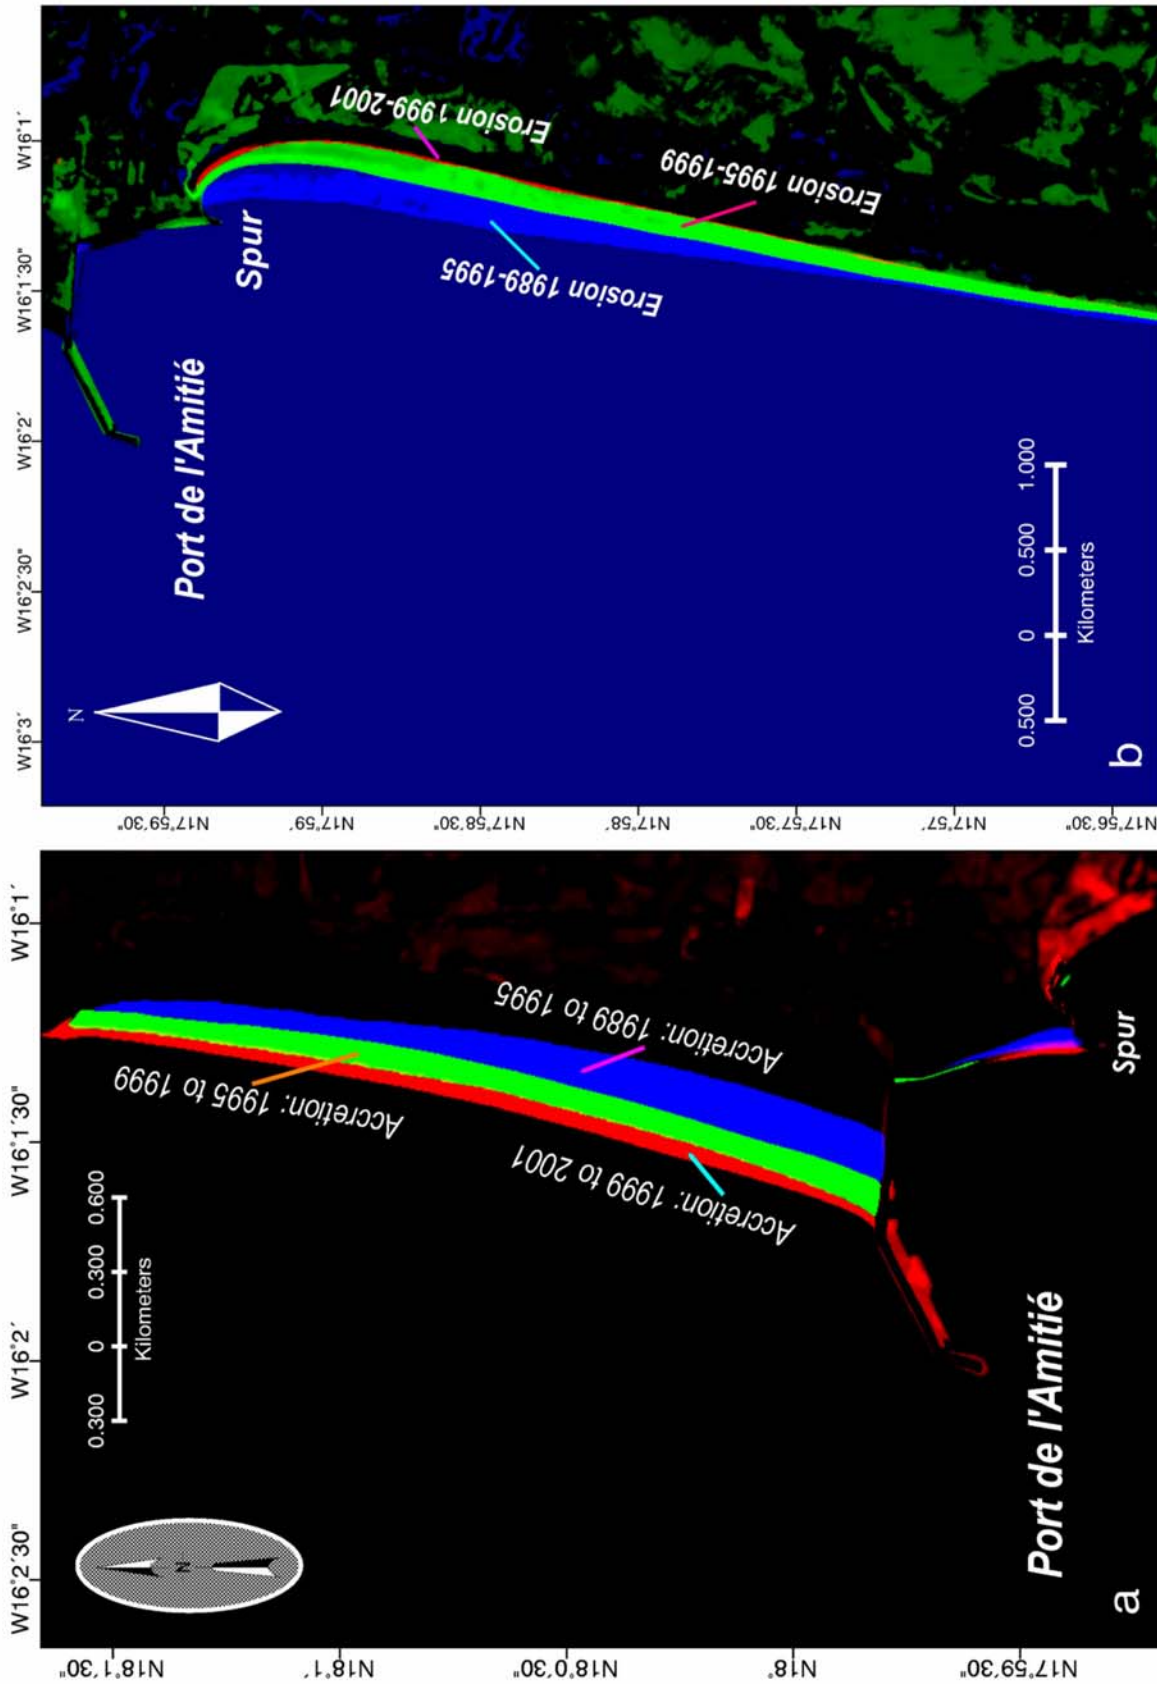 W16°3´
W16°2´30"
W16°2´
W16°1´30"
W16°1´
N17°59´30"
N17°59´
N17°58´30"
N17°58´
N17°57´30"
N17°57´
N17°56´30"
N
Port de l'Amitié
Spur
Erosion 1999-2001
Erosion 1995-1999
Erosion 1989-1995
0.500 0 0.500 1.000
Kilometers
b
W16°2´30"
W16°2´
W16°1´30"
W16°1´
N18°1´30"
N18°1´
N18°0´30"
N18°
N17°59´30"
N
0.300 0 0.300 0.600
Kilometers
Accretion: 1995 to 1999
Accretion: 1989 to 1995
Accretion: 1999 to 2001
Port de l'Amitié
Spur
a